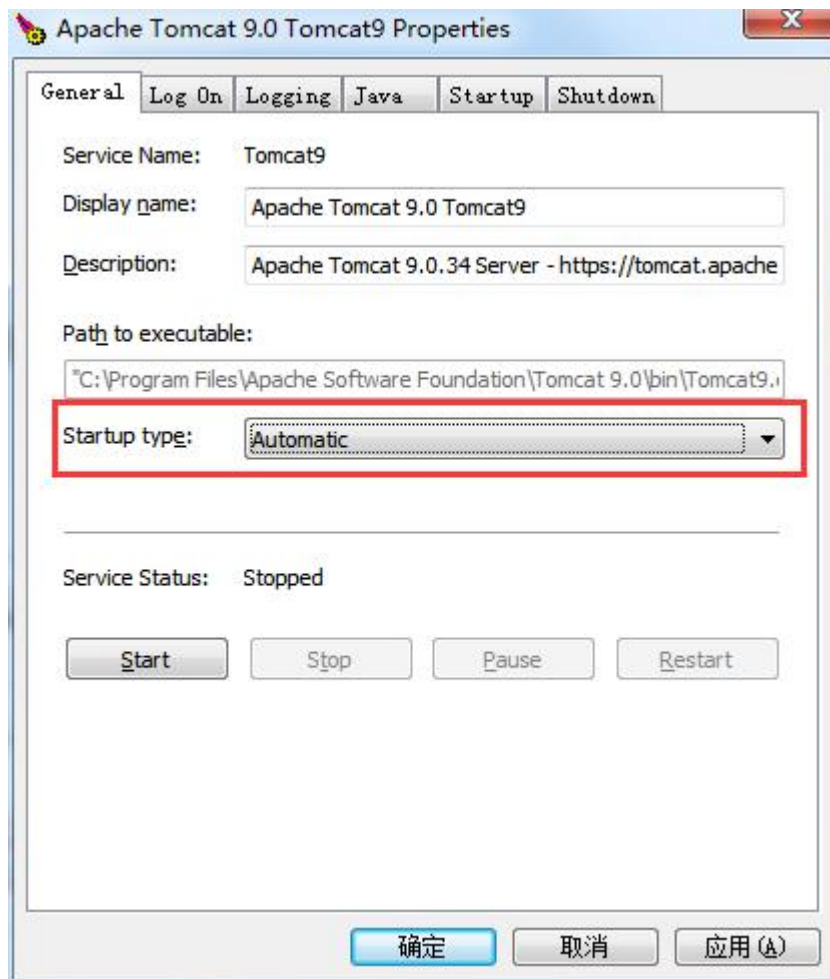 Apache Tomcat 9.0 Tomcat9 Properties
General Log On Logging Java Startup Shutdown
Service Name: Tomcat9
Display name: Apache Tomcat 9.0 Tomcat9
Description: Apache Tomcat 9.0.34 Server - https://tomcat.apache
Path to executable:
"C:\Program Files\Apache Software Foundation\Tomcat 9.0\bin\Tomcat9.
Startup type: Automatic
Service Status: Stopped
Start Stop Pause Restart
确定 取消 应用(A)